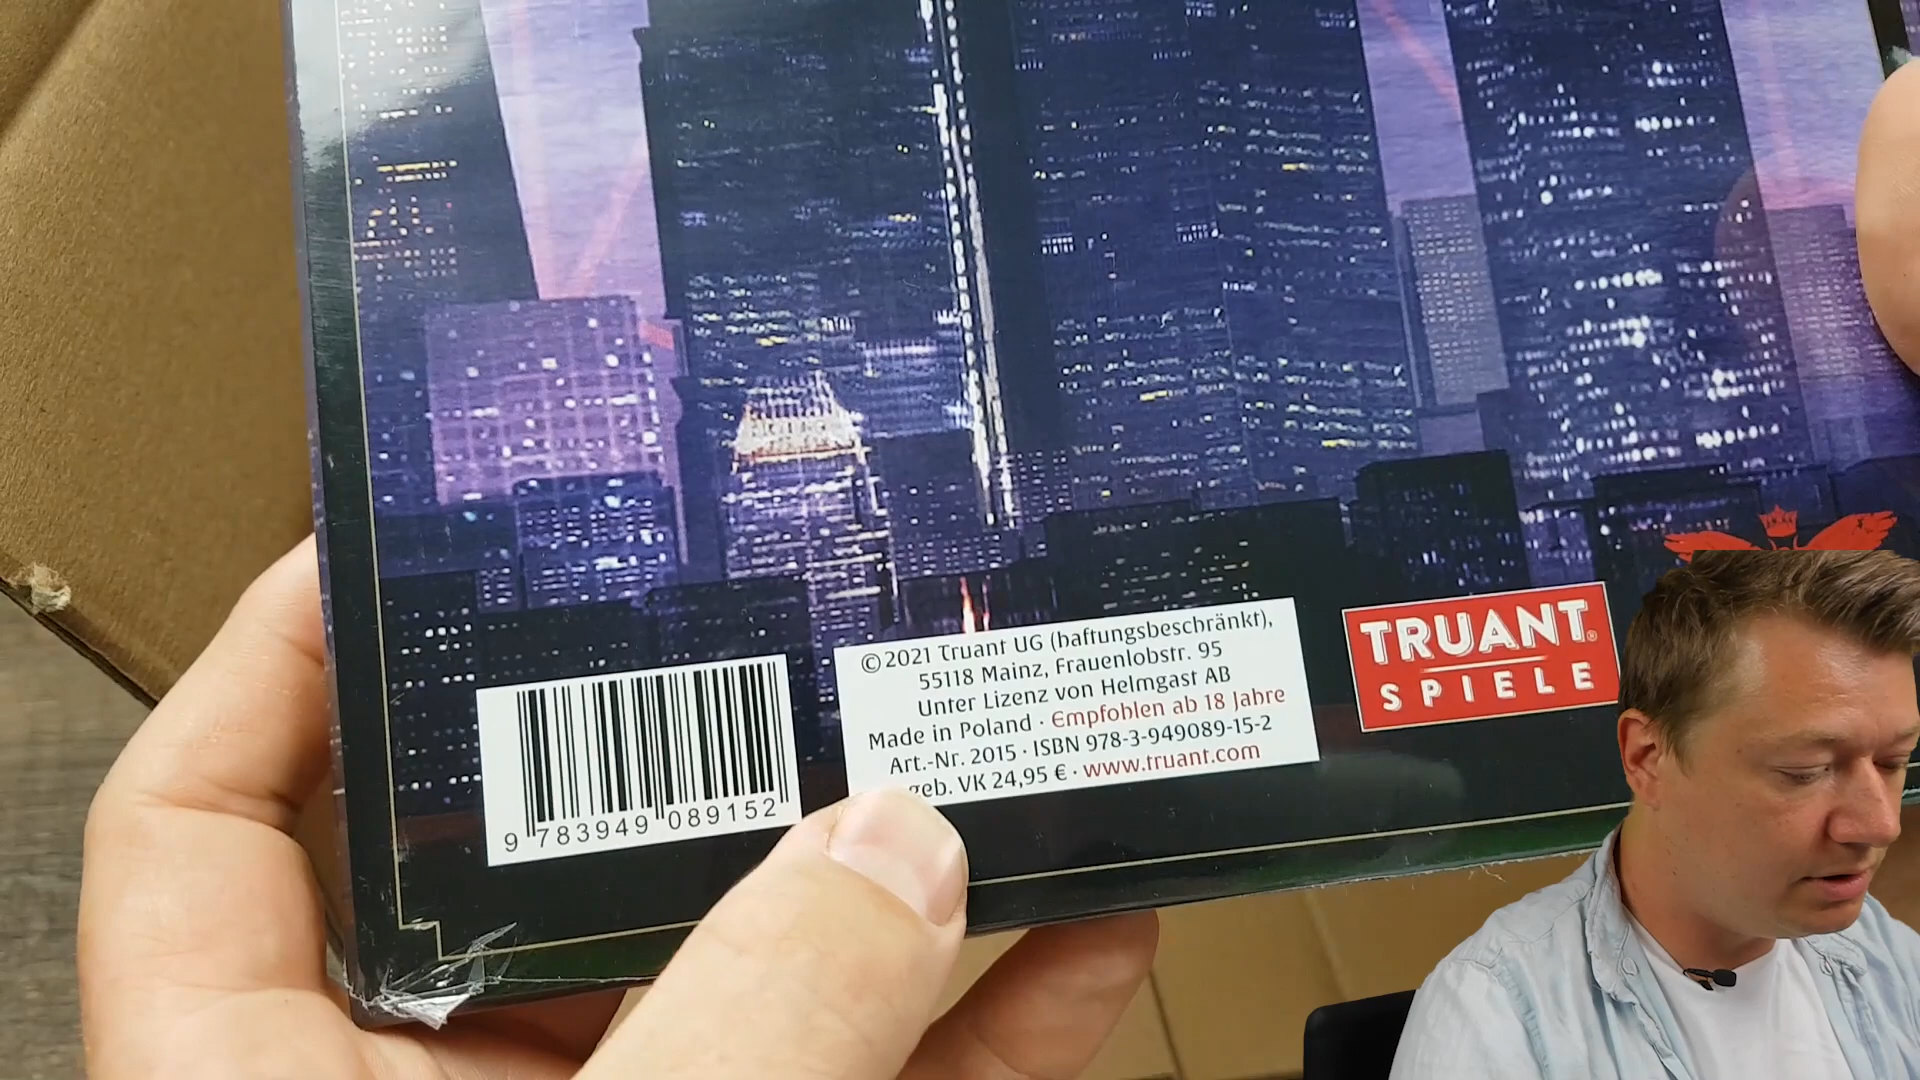 ©2021 Truant UG (haftungsbeschränkt),
55118 Mainz, Frauenlobstr. 95
Unter Lizenz von Helmgast AB
Made in Poland · Empfohlen ab 18 Jahre
Art.-Nr. 2015 · ISBN 978-3-949089-15-2
geb. VK 24,95 € · www.truant.com
9 783949 089152
TRUANT®
SPIELE